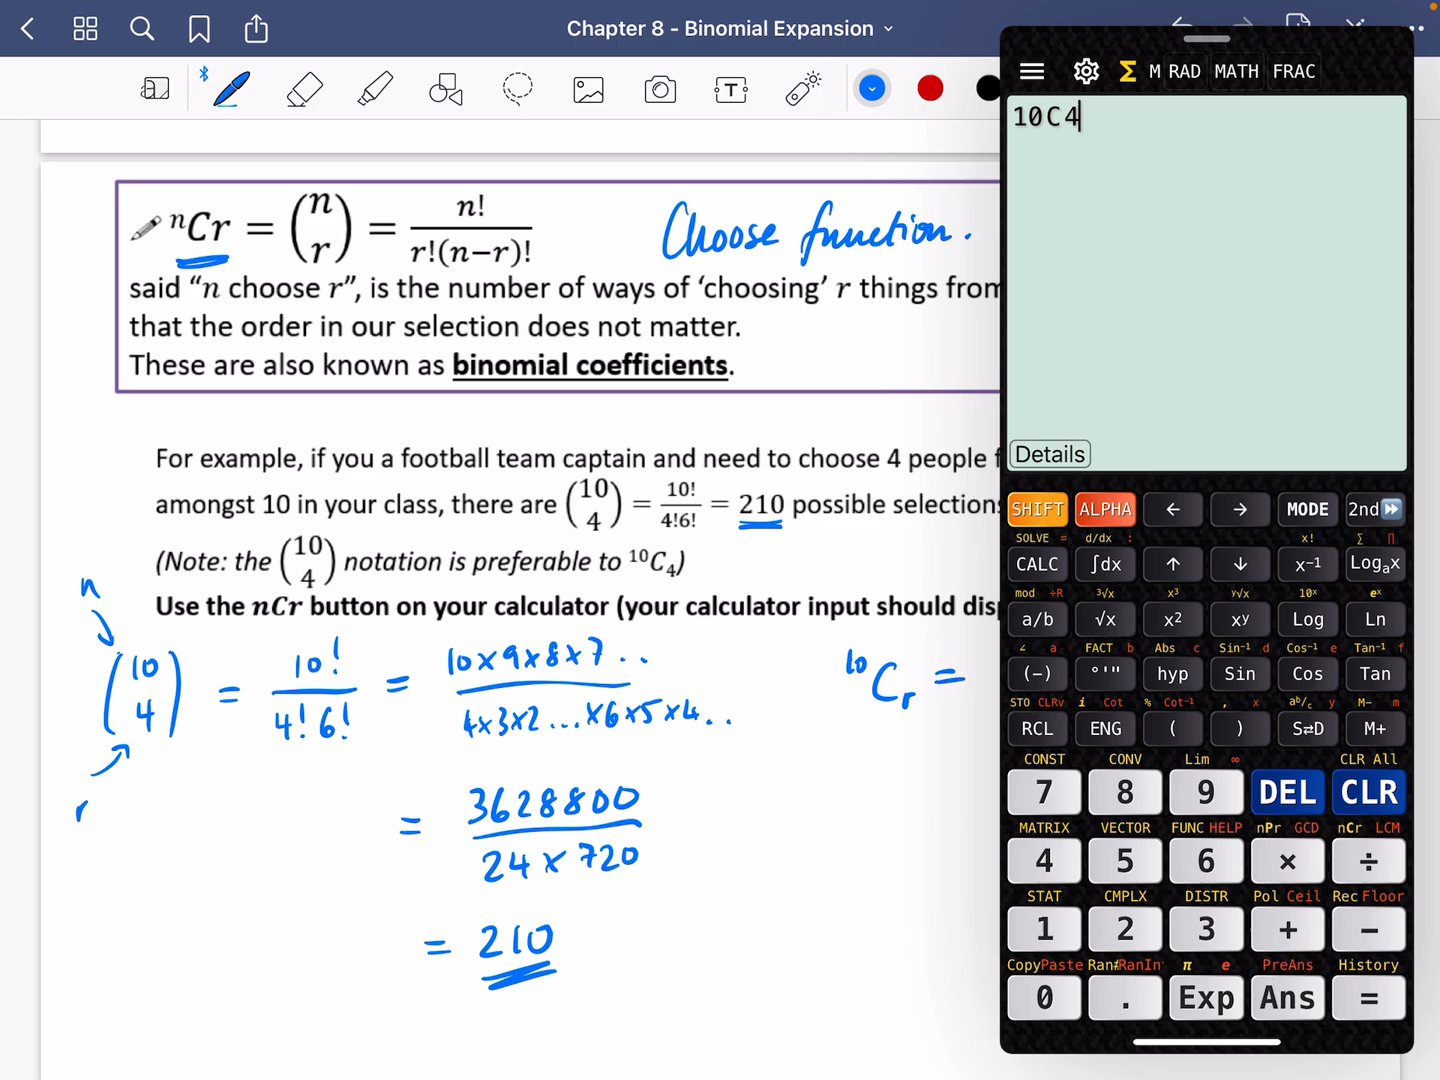 Chapter 8 - Binomial Expansion
M RAD MATH FRAC
10C4
Details
ⁿCr = (n r) = n! / r!(n−r)!
Choose function.
said “n choose r”, is the number of ways of ‘choosing’ r things from
that the order in our selection does not matter.
These are also known as binomial coefficients.
For example, if you a football team captain and need to choose 4 people f
amongst 10 in your class, there are (10 4) = 10! / 4!6! = 210 possible selections
(Note: the (10 4) notation is preferable to ¹⁰C₄)
Use the nCr button on your calculator (your calculator input should disp
n
(10 4) = 10! / 4! 6! = 10×9×8×7.. / 4×3×2...×6×5×4..
r
= 3628800 / 24 × 720
= 210
¹⁰Cᵣ =
SHIFT ALPHA ← → MODE 2nd
SOLVE = d/dx : x! ∑ ∏
CALC ∫dx ↑ ↓ x⁻¹ Logₐx
mod ÷R ³√x x³ ʸ√x 10ˣ eˣ
a/b √x x² xʸ Log Ln
∠ a FACT b Abs c Sin⁻¹ d Cos⁻¹ e Tan⁻¹ f
(−) °'" hyp Sin Cos Tan
STO CLRv i Cot % Cot⁻¹ , x aᵇ/c y M− m
RCL ENG ( ) S⇄D M+
CONST CONV Lim ∞ CLR All
7 8 9 DEL CLR
MATRIX VECTOR FUNC HELP nPr GCD nCr LCM
4 5 6 × ÷
STAT CMPLX DISTR Pol Ceil Rec Floor
1 2 3 + −
Copy Paste Ran# RanIn π e PreAns History
0 . Exp Ans =